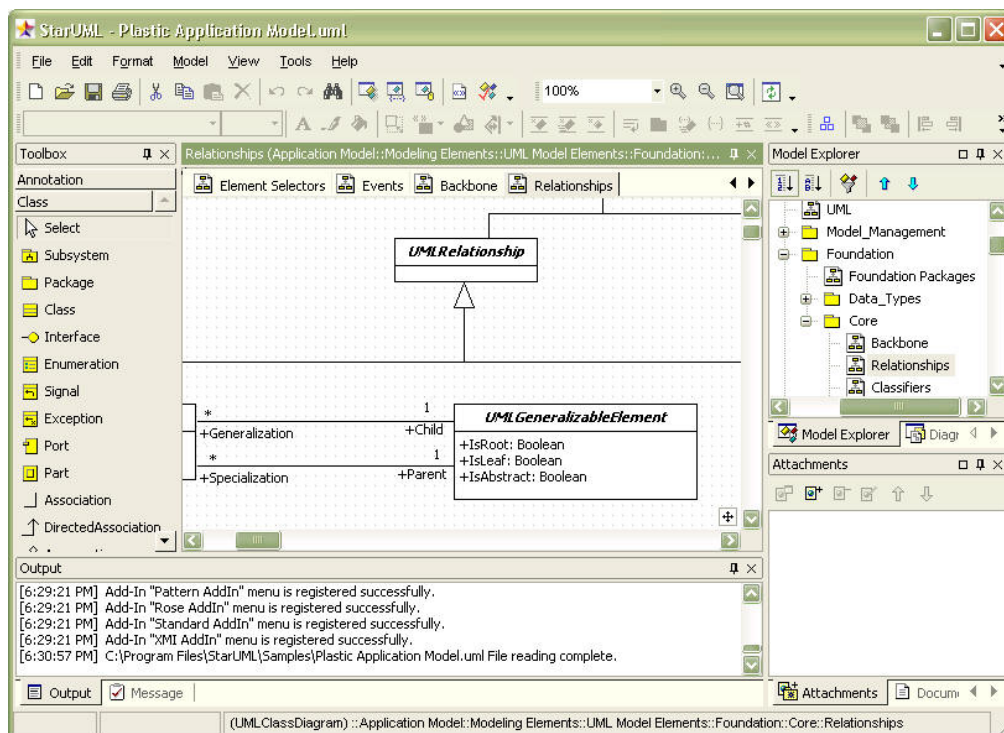 StarUML - Plastic Application Model.uml
File Edit Format Model View Tools Help
100%
Toolbox
Annotation
Class
Select
Subsystem
Package
Class
Interface
Enumeration
Signal
Exception
Port
Part
Association
DirectedAssociation
Relationships (Application Model::Modeling Elements::UML Model Elements::Foundation:...
Element Selectors Events Backbone Relationships
UMLRelationship
* 1
+Generalization +Child
* 1
+Specialization +Parent
UMLGeneralizableElement
+IsRoot: Boolean
+IsLeaf: Boolean
+IsAbstract: Boolean
Model Explorer
UML
Model_Management
Foundation
Foundation Packages
Data_Types
Core
Backbone
Relationships
Classifiers
Model Explorer Diagr
Attachments
Output
[6:29:21 PM] Add-In "Pattern AddIn" menu is registered successfully.
[6:29:21 PM] Add-In "Rose AddIn" menu is registered successfully.
[6:29:21 PM] Add-In "Standard AddIn" menu is registered successfully.
[6:29:21 PM] Add-In "XMI AddIn" menu is registered successfully.
[6:30:57 PM] C:\Program Files\StarUML\Samples\Plastic Application Model.uml File reading complete.
Output Message
Attachments Docum
(UMLClassDiagram) ::Application Model::Modeling Elements::UML Model Elements::Foundation::Core::Relationships